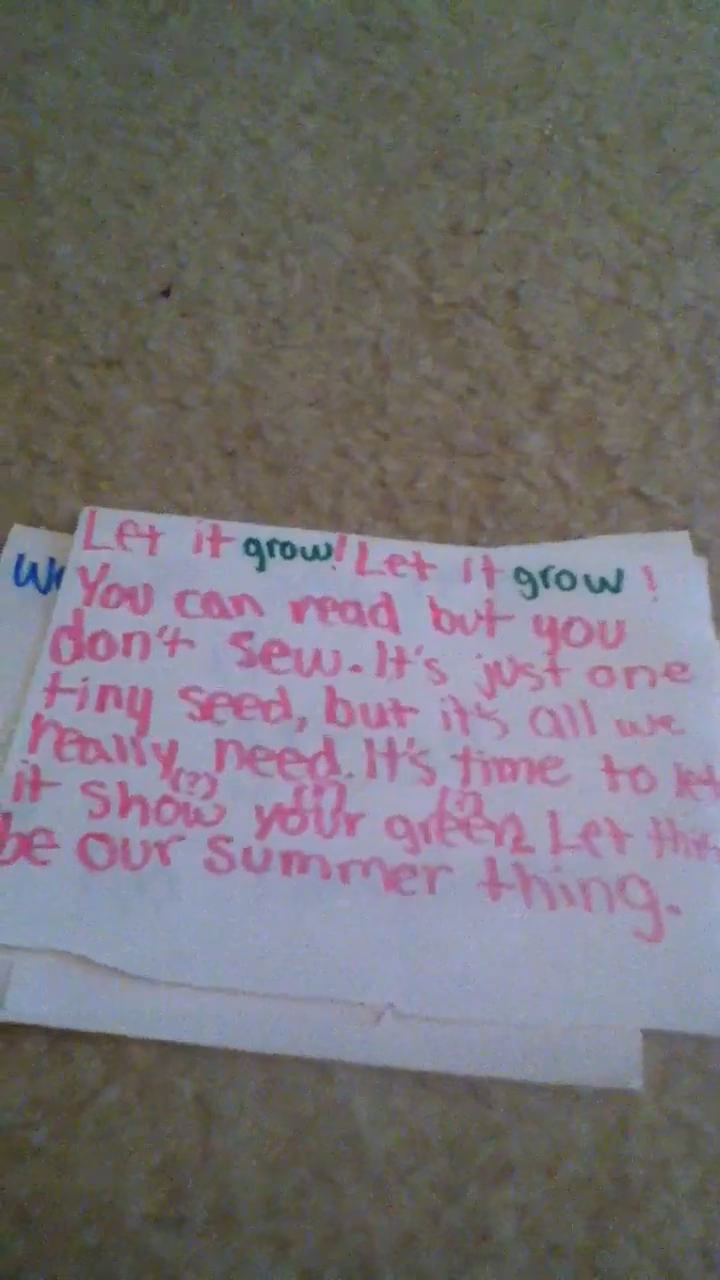 Let it grow! Let it grow!
You can read but you
don't sew. It's just one
tiny seed, but it's all we
really need. It's time to let
(?) (?) (?)
it show your green. Let this
be our summer thing.